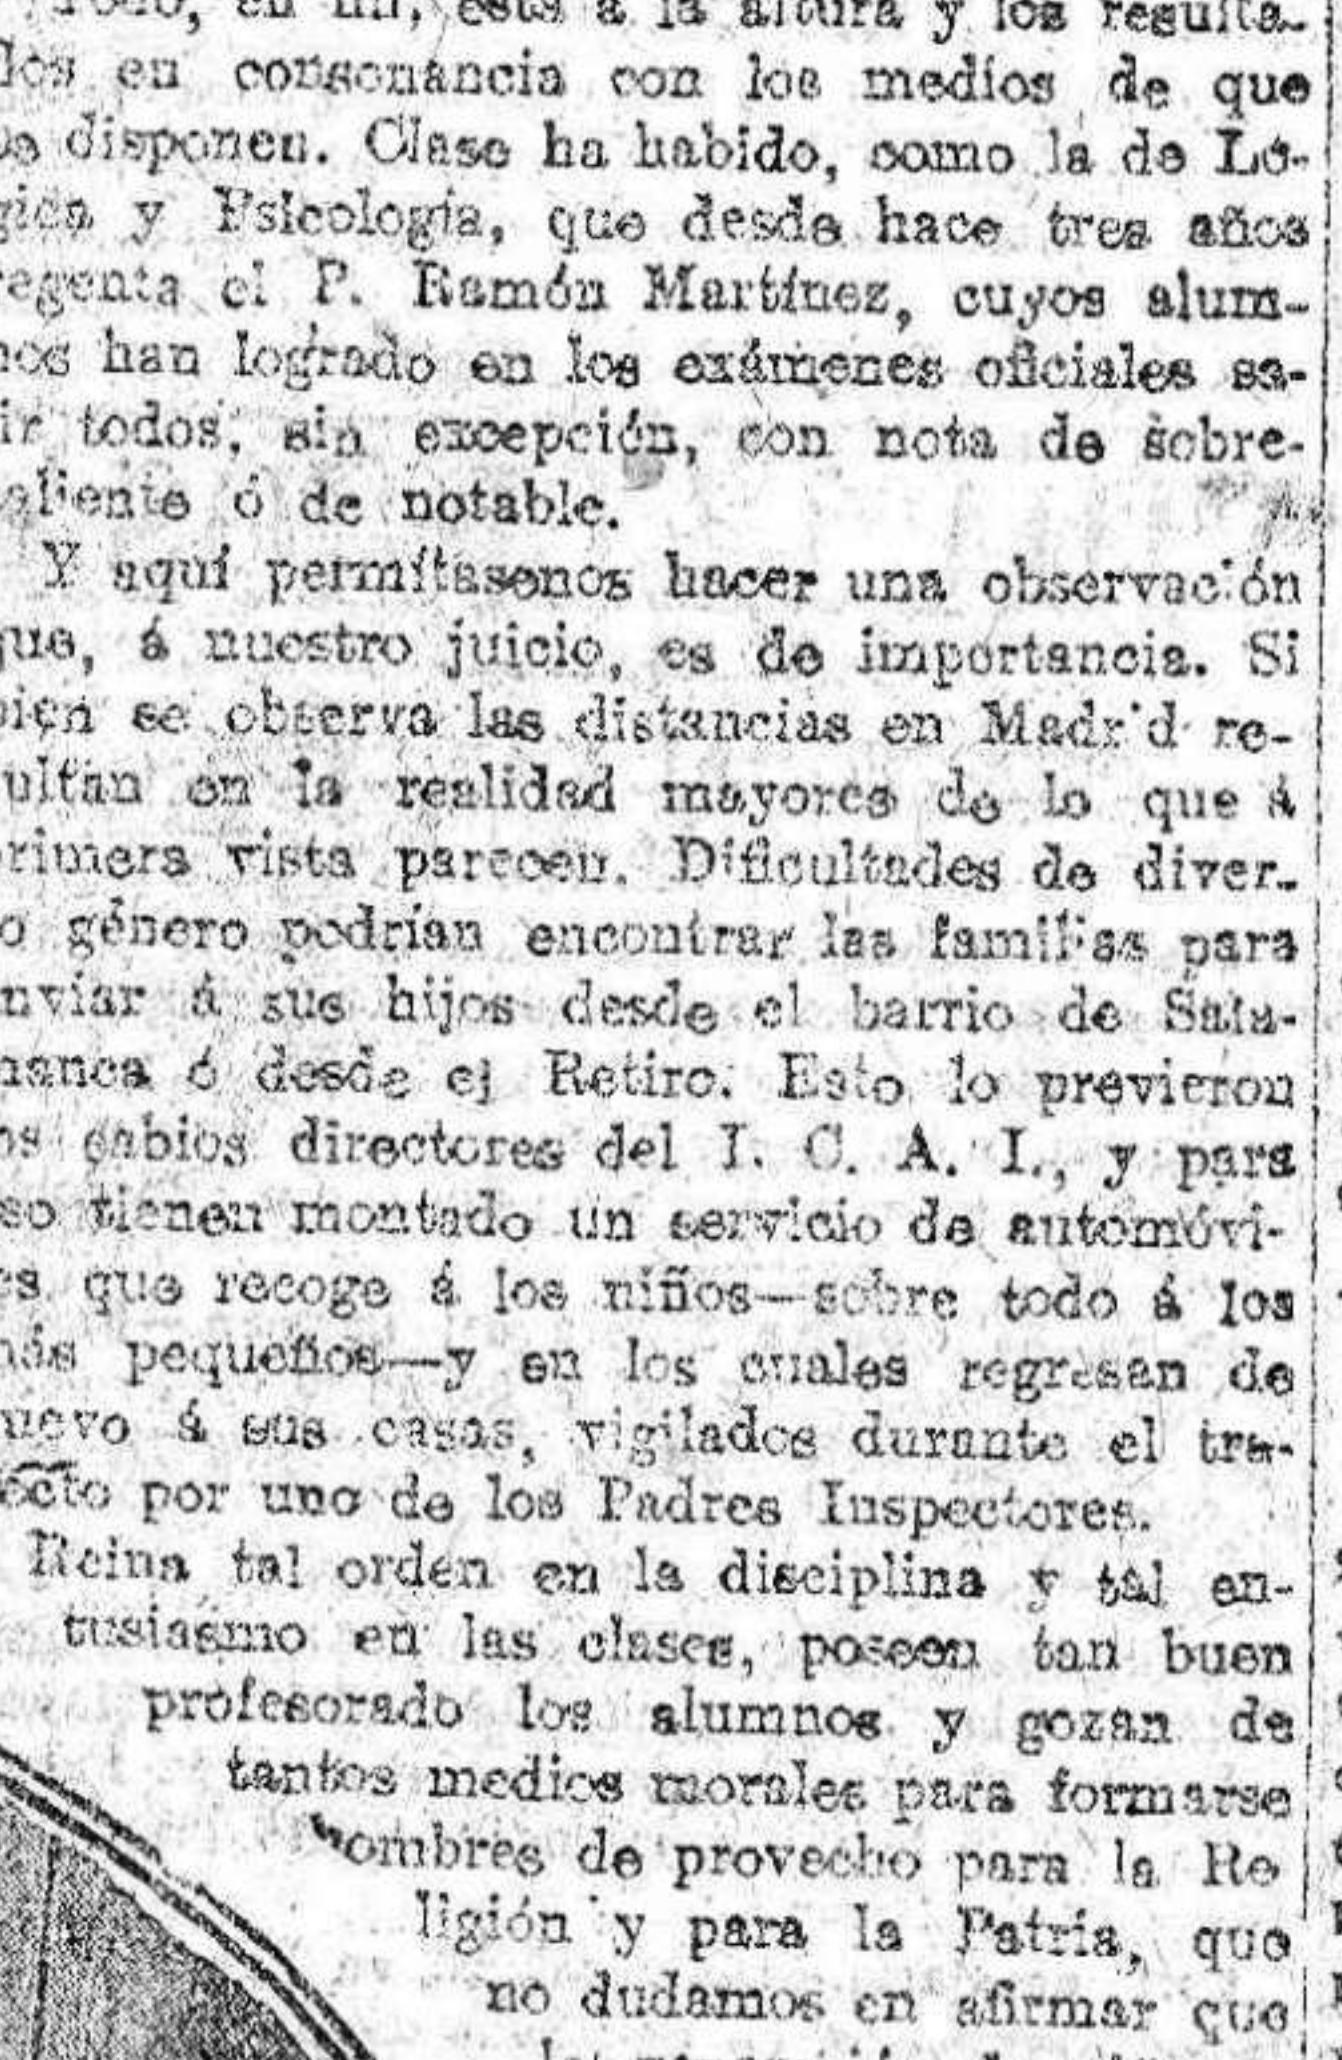 Todo, en fin, está á la altura y los resulta-
dos en consonancia con los medios de que
se disponen. Clase ha habido, como la de Ló-
gica y Psicología, que desde hace tres años
regenta el P. Ramón Martínez, cuyos alum-
nos han logrado en los exámenes oficiales sa-
lir todos, sin excepción, con nota de sobre-
saliente ó de notable.
Y aquí permítasenos hacer una observación
que, á nuestro juicio, es de importancia. Si
bien se observa las distancias en Madrid re-
sultan en la realidad mayores de lo que á
primera vista parecen. Dificultades de diver-
so género podrían encontrar las familias para
enviar á sus hijos desde el barrio de Sala-
manca ó desde el Retiro. Esto lo previeron
los sabios directores del I. C. A. I., y para
eso tienen montado un servicio de automóvi-
les que recoge á los niños—sobre todo á los
más pequeños—y en los cuales regresan de
nuevo á sus casas, vigilados durante el tra-
yecto por uno de los Padres Inspectores.
Reina tal orden en la disciplina y tal en-
tusiasmo en las clases, poseen tan buen
profesorado los alumnos y gozan de
tantos medios morales para formarse
hombres de provecho para la Re
ligión y para la Patria, que
no dudamos en afirmar que